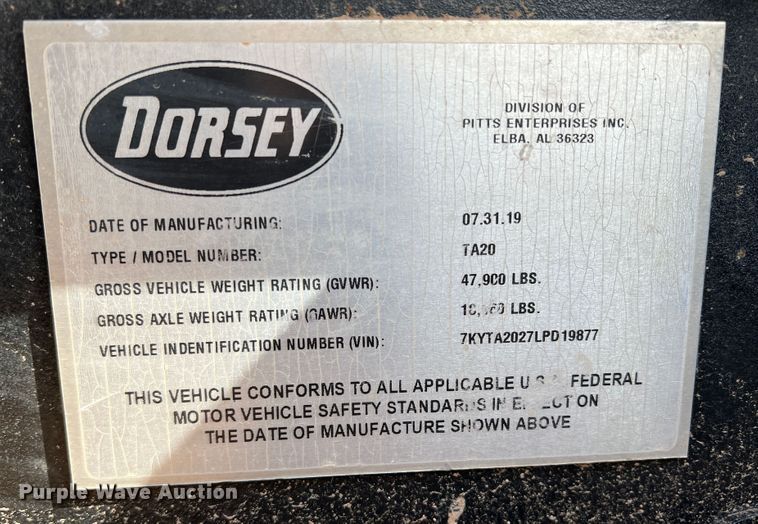 DORSEY
DIVISION OF
PITTS ENTERPRISES INC.
ELBA, AL 36323
DATE OF MANUFACTURING: 07.31.19
TYPE / MODEL NUMBER: TA20
GROSS VEHICLE WEIGHT RATING (GVWR): 47,900 LBS.
GROSS AXLE WEIGHT RATING (GAWR): LBS.
VEHICLE INDENTIFICATION NUMBER (VIN): 7KYTA2027LPD19877
THIS VEHICLE CONFORMS TO ALL APPLICABLE U.S.A. FEDERAL
MOTOR VEHICLE SAFETY STANDARDS IN EFFECT ON
THE DATE OF MANUFACTURE SHOWN ABOVE
Purple Wave Auction